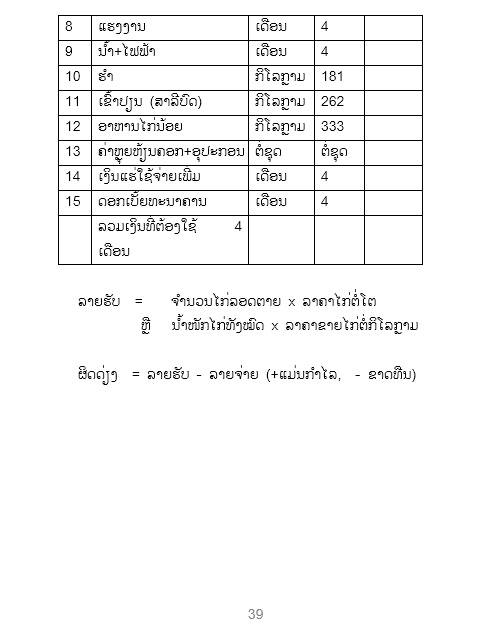 8 ແຮງງານ ເດືອນ 4
9 ນ້ຳ+ໄຟຟ້າ ເດືອນ 4
10 ຮຳ ກິໂລກຼາມ 181
11 ເຂົ້າປຽນ (ສາລີບົດ) ກິໂລກຼາມ 262
12 ອາຫານໄກ່ນ້ອຍ ກິໂລກຼາມ 333
13 ຄ່າຫຼຸຍຫ້ຽນຄອກ+ອຸປະກອນ ຕໍ່ຊຸດ ຕໍ່ຊຸດ
14 ເງິນແຮ່ໃຊ້ຈ່າຍເພີ່ມ ເດືອນ 4
15 ດອກເບັ້ຍທະນາຄານ ເດືອນ 4
ລວມເງິນທີ່ຕ້ອງໃຊ້ 4
ເດືອນ
ລາຍຮັບ = ຈຳນວນໄກ່ລອດຕາຍ x ລາຄາໄກ່ຕໍ່ໂຕ
ຫຼື ນ້ຳໜັກໄກ່ທັງໝົດ x ລາຄາຂາຍໄກ່ຕໍ່ກິໂລກຼາມ
ຜິດດ່ຽງ = ລາຍຮັບ - ລາຍຈ່າຍ (+ແມ່ນກຳໄລ, - ຂາດທຶນ)
39